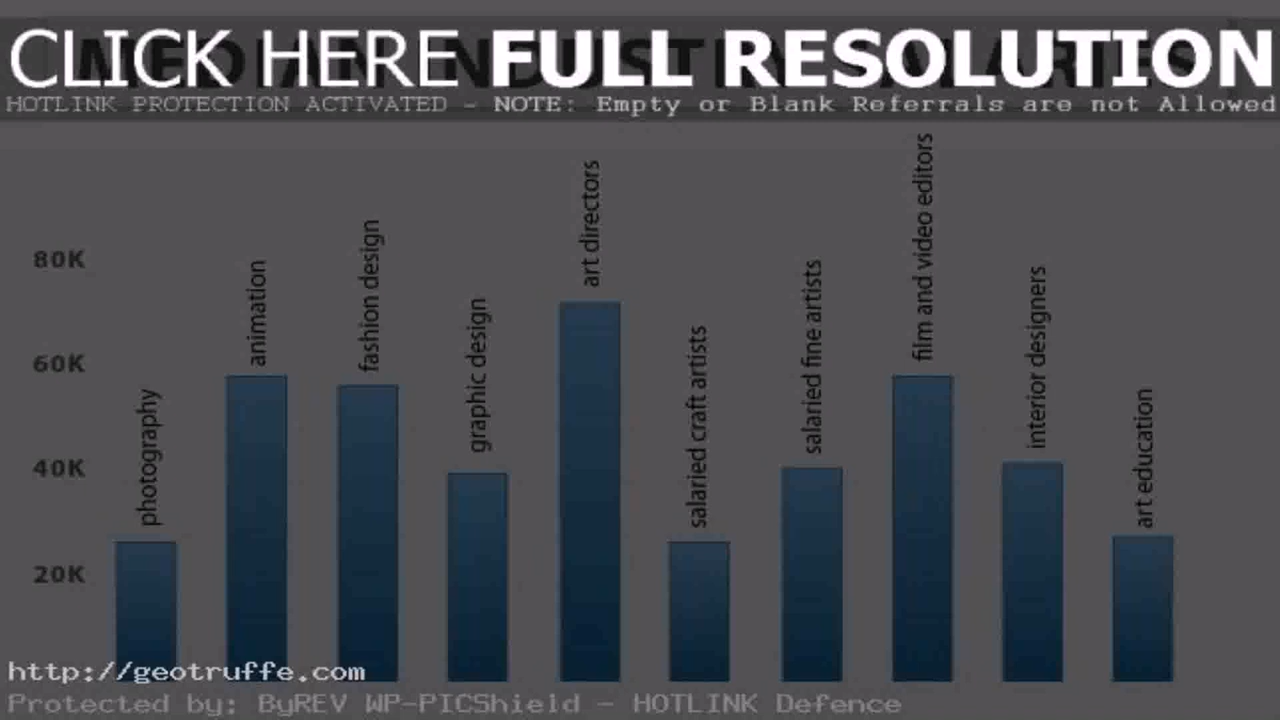 CLICK HERE FULL RESOLUTION
HOTLINK PROTECTION ACTIVATED - NOTE: Empty or Blank Referrals are not Allowed
80K
60K
40K
20K
photography
animation
fashion design
graphic design
art directors
salaried craft artists
salaried fine artists
film and video editors
interior designers
art education
http://geotruffe.com
Protected by: ByREV WP-PICShield - HOTLINK Defence